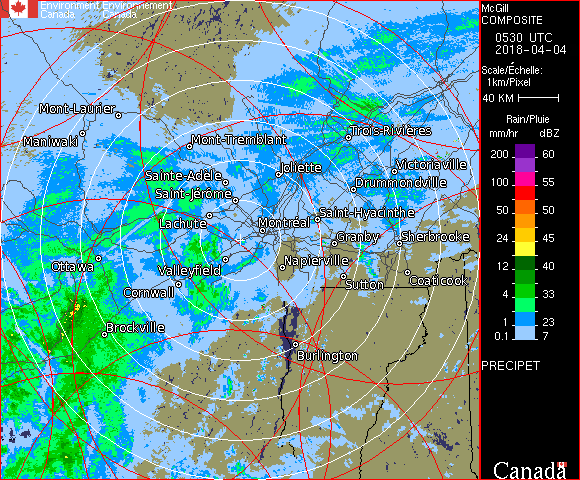 Environment Environnement
Canada Canada
McGill
COMPOSITE
0530 UTC
2018-04-04
Scale/Échelle:
1km/Pixel
40 KM
Rain/Pluie
mm/hr dBZ
200 60
100 55
50 50
24 45
12 40
4 33
1 23
0.1 7
PRECIPET
Canada
Mont-Laurier
Maniwaki
Mont-Tremblant
Trois-Rivières
Joliette
Victoriaville
Sainte-Adèle
Drummondville
Saint-Jérôme
Saint-Hyacinthe
Lachute
Montréal
Granby
Sherbrooke
Ottawa
Valleyfield
Napierville
Sutton
Coaticook
Cornwall
Brockville
Burlington